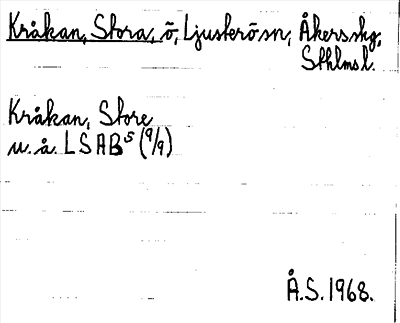 Kråkan, Stora, ö, Ljusterö sn, Åkers skg,
Sthlms l.
Kråkan, Store
u. å. LSAB⁵ (9/9)
Å.S. 1968.